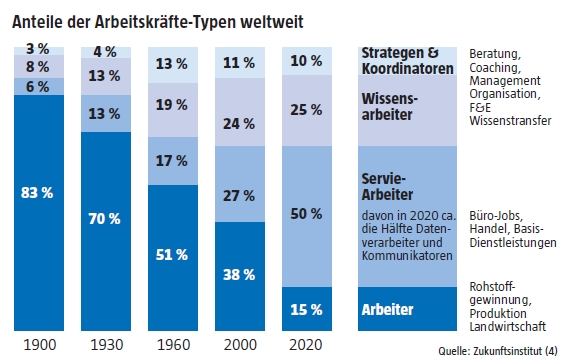 Anteile der Arbeitskräfte-Typen weltweit
3 %
8 %
6 %
83 %
1900
4 %
13 %
13 %
70 %
1930
13 %
19 %
17 %
51 %
1960
11 %
24 %
27 %
38 %
2000
10 %
25 %
50 %
15 %
2020
Strategen &
Koordinatoren
Wissens-
arbeiter
Servie-
Arbeiter
davon in 2020 ca.
die Hälfte Daten-
verarbeiter und
Kommunikatoren
Arbeiter
Beratung,
Coaching,
Management
Organisation,
F&E
Wissenstransfer
Büro-Jobs,
Handel, Basis-
Dienstleistungen
Rohstoff-
gewinnung,
Produktion
Landwirtschaft
Quelle: Zukunftsinstitut (4)